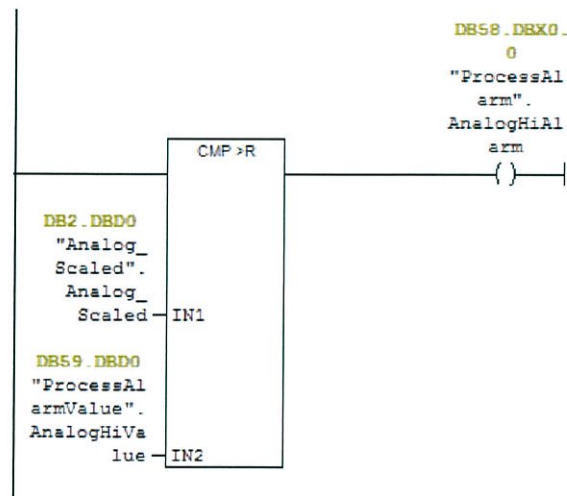 DB58.DBX0.
0
"ProcessAl
arm".
AnalogHiAl
arm
CMP >R
( )
DB2.DBD0
"Analog_
Scaled".
Analog_
Scaled
IN1
DB59.DBD0
"ProcessAl
armValue".
AnalogHiVa
lue
IN2